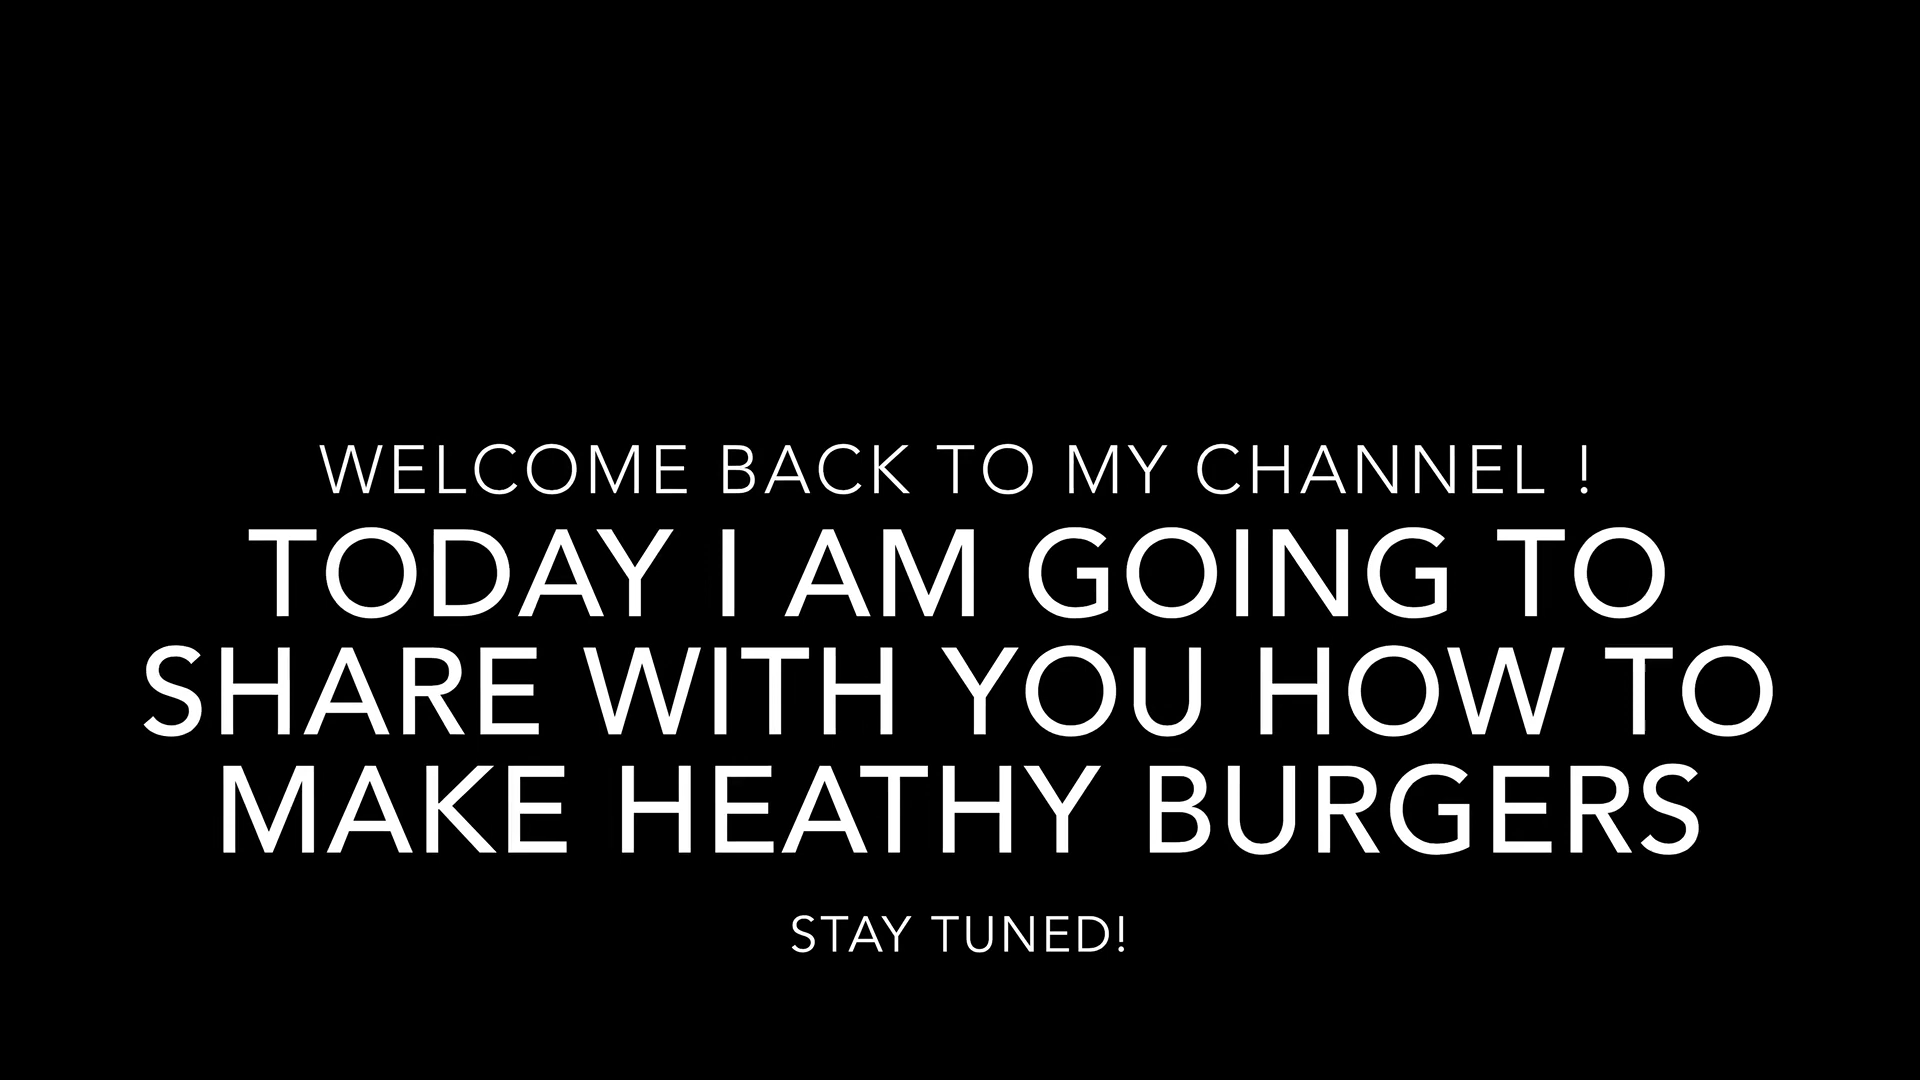 WELCOME BACK TO MY CHANNEL !
TODAY I AM GOING TO
SHARE WITH YOU HOW TO
MAKE HEATHY BURGERS
STAY TUNED!